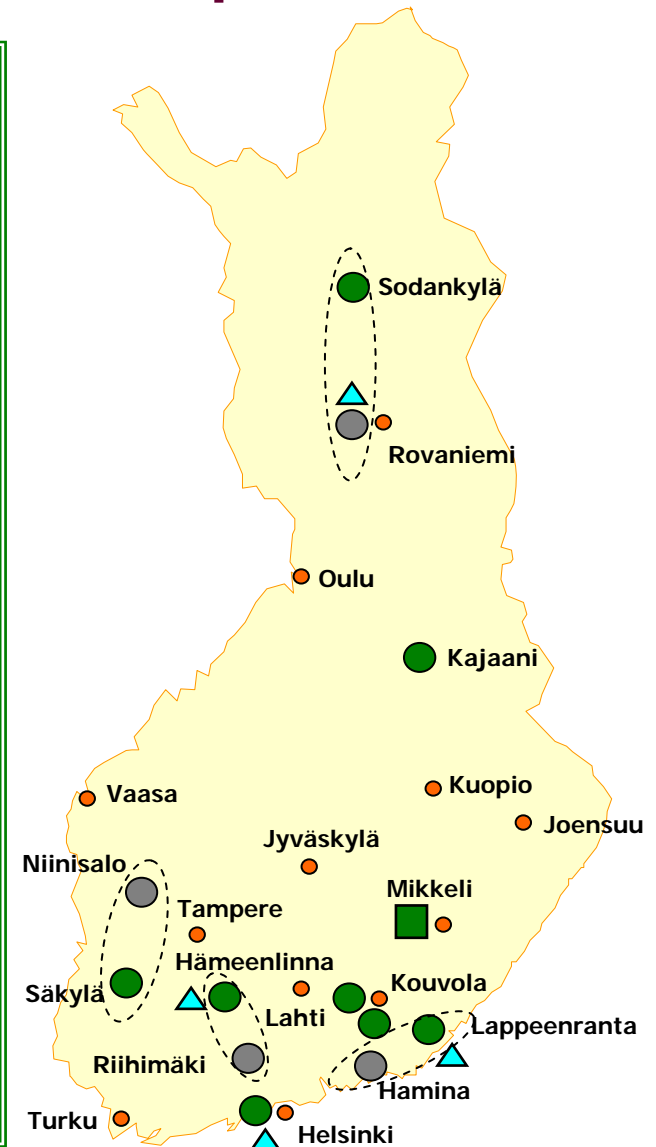 Sodankylä
Rovaniemi
Oulu
Kajaani
Vaasa
Kuopio
Joensuu
Jyväskylä
Niinisalo
Mikkeli
Tampere
Hämeenlinna
Säkylä
Kouvola
Lahti
Lappeenranta
Riihimäki
Hamina
Turku
Helsinki